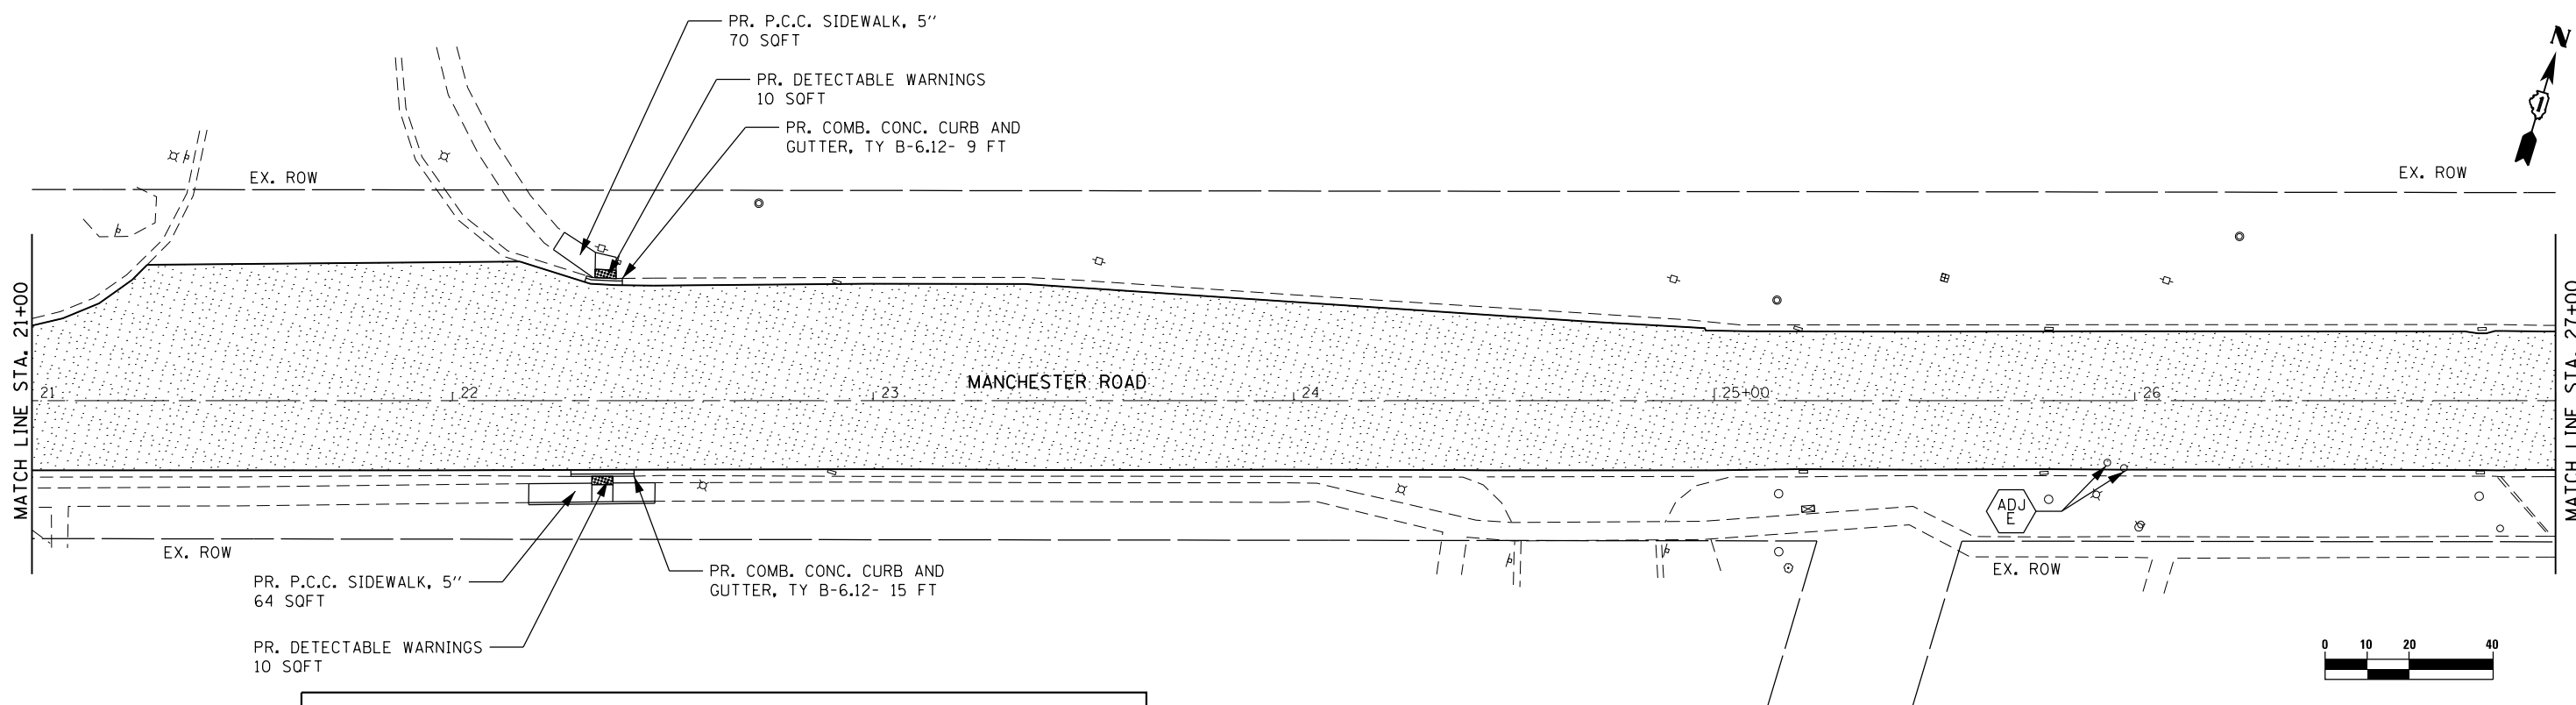 PR. P.C.C. SIDEWALK, 5"
70 SQFT
PR. DETECTABLE WARNINGS
10 SQFT
PR. COMB. CONC. CURB AND
GUTTER, TY B-6.12- 9 FT
N
1
EX. ROW
EX. ROW
MATCH LINE STA. 21+00
MATCH LINE STA. 27+00
MANCHESTER ROAD
21
22
23
24
25+00
26
ADJ
E
EX. ROW
EX. ROW
PR. P.C.C. SIDEWALK, 5"
64 SQFT
PR. COMB. CONC. CURB AND
GUTTER, TY B-6.12- 15 FT
PR. DETECTABLE WARNINGS
10 SQFT
0 10 20 40